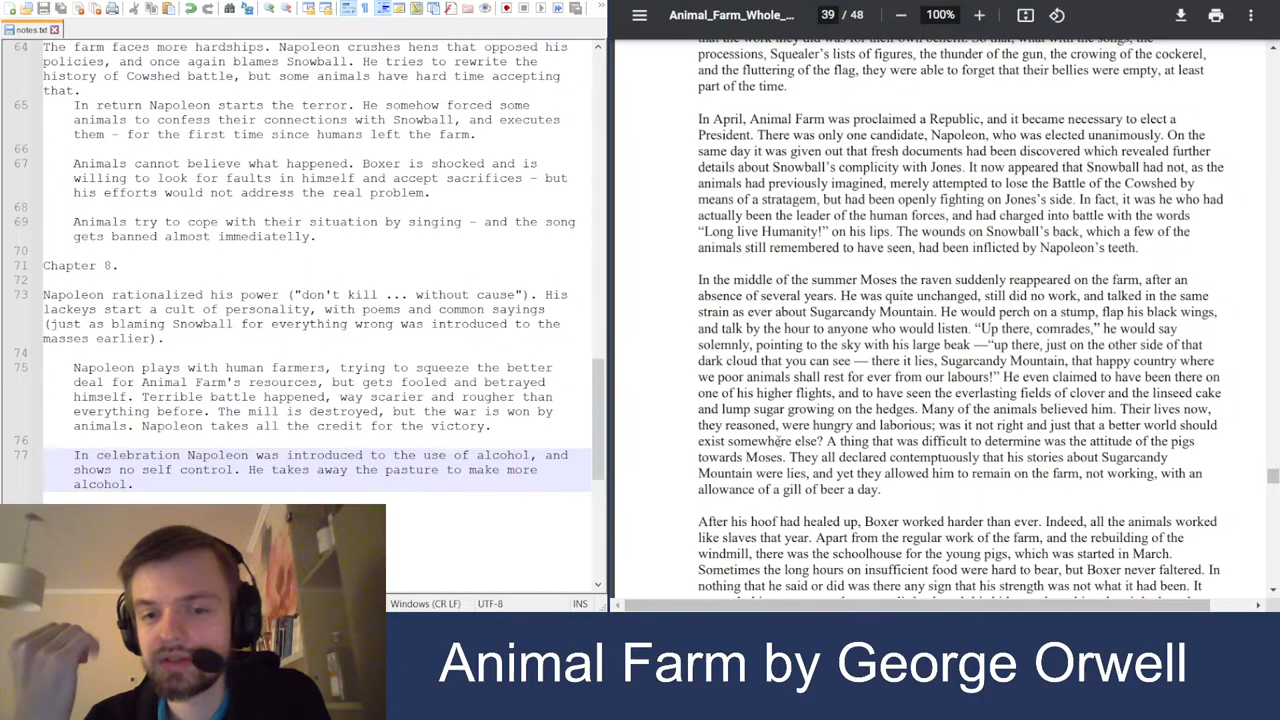 notes.txt
64
The farm faces more hardships. Napoleon crushes hens that opposed his
policies, and once again blames Snowball. He tries to rewrite the
history of Cowshed battle, but some animals have hard time accepting
that.
65 In return Napoleon starts the terror. He somehow forced some
animals to confess their connections with Snowball, and executes
them - for the first time since humans left the farm.
66
67 Animals cannot believe what happened. Boxer is shocked and is
willing to look for faults in himself and accept sacrifices - but
his efforts would not address the real problem.
68
69 Animals try to cope with their situation by singing - and the song
gets banned almost immediatelly.
70
71 Chapter 8.
72
73 Napoleon rationalized his power ("don't kill ... without cause"). His
lackeys start a cult of personality, with poems and common sayings
(just as blaming Snowball for everything wrong was introduced to the
masses earlier).
74
75 Napoleon plays with human farmers, trying to squeeze the better
deal for Animal Farm's resources, but gets fooled and betrayed
himself. Terrible battle happened, way scarier and rougher than
everything before. The mill is destroyed, but the war is won by
animals. Napoleon takes all the credit for the victory.
76
77 In celebration Napoleon was introduced to the use of alcohol, and
shows no self control. He takes away the pasture to make more
alcohol.
Windows (CR LF) UTF-8 INS
Animal_Farm_Whole_... 39 / 48 100%
that the work they did was for their own benefit. So that, what with the songs, the
processions, Squealer's lists of figures, the thunder of the gun, the crowing of the cockerel,
and the fluttering of the flag, they were able to forget that their bellies were empty, at least
part of the time.
In April, Animal Farm was proclaimed a Republic, and it became necessary to elect a
President. There was only one candidate, Napoleon, who was elected unanimously. On the
same day it was given out that fresh documents had been discovered which revealed further
details about Snowball's complicity with Jones. It now appeared that Snowball had not, as the
animals had previously imagined, merely attempted to lose the Battle of the Cowshed by
means of a stratagem, but had been openly fighting on Jones's side. In fact, it was he who had
actually been the leader of the human forces, and had charged into battle with the words
“Long live Humanity!” on his lips. The wounds on Snowball's back, which a few of the
animals still remembered to have seen, had been inflicted by Napoleon's teeth.
In the middle of the summer Moses the raven suddenly reappeared on the farm, after an
absence of several years. He was quite unchanged, still did no work, and talked in the same
strain as ever about Sugarcandy Mountain. He would perch on a stump, flap his black wings,
and talk by the hour to anyone who would listen. “Up there, comrades,” he would say
solemnly, pointing to the sky with his large beak —“up there, just on the other side of that
dark cloud that you can see — there it lies, Sugarcandy Mountain, that happy country where
we poor animals shall rest for ever from our labours!” He even claimed to have been there on
one of his higher flights, and to have seen the everlasting fields of clover and the linseed cake
and lump sugar growing on the hedges. Many of the animals believed him. Their lives now,
they reasoned, were hungry and laborious; was it not right and just that a better world should
exist somewhere else? A thing that was difficult to determine was the attitude of the pigs
towards Moses. They all declared contemptuously that his stories about Sugarcandy
Mountain were lies, and yet they allowed him to remain on the farm, not working, with an
allowance of a gill of beer a day.
After his hoof had healed up, Boxer worked harder than ever. Indeed, all the animals worked
like slaves that year. Apart from the regular work of the farm, and the rebuilding of the
windmill, there was the schoolhouse for the young pigs, which was started in March.
Sometimes the long hours on insufficient food were hard to bear, but Boxer never faltered. In
nothing that he said or did was there any sign that his strength was not what it had been. It
Animal Farm by George Orwell